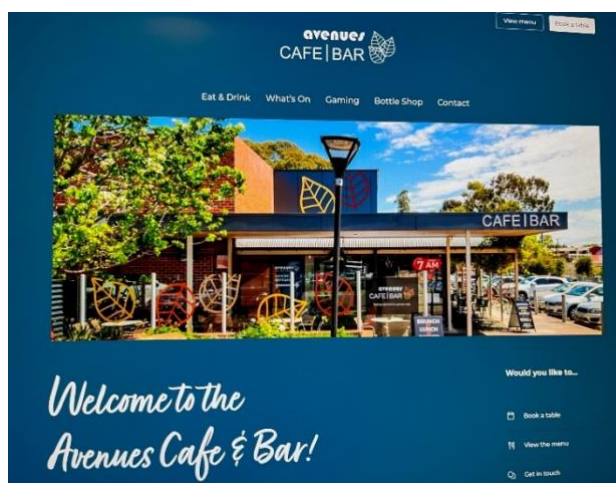 View menu
Book a table
avenues
CAFE|BAR
Eat & Drink
What's On
Gaming
Bottle Shop
Contact
CAFE|BAR
7 AM
avenues
CAFE|BAR
BRUNCH
Welcome to the
Avenues Cafe & Bar!
Would you like to...
Book a table
View the menu
Get in touch